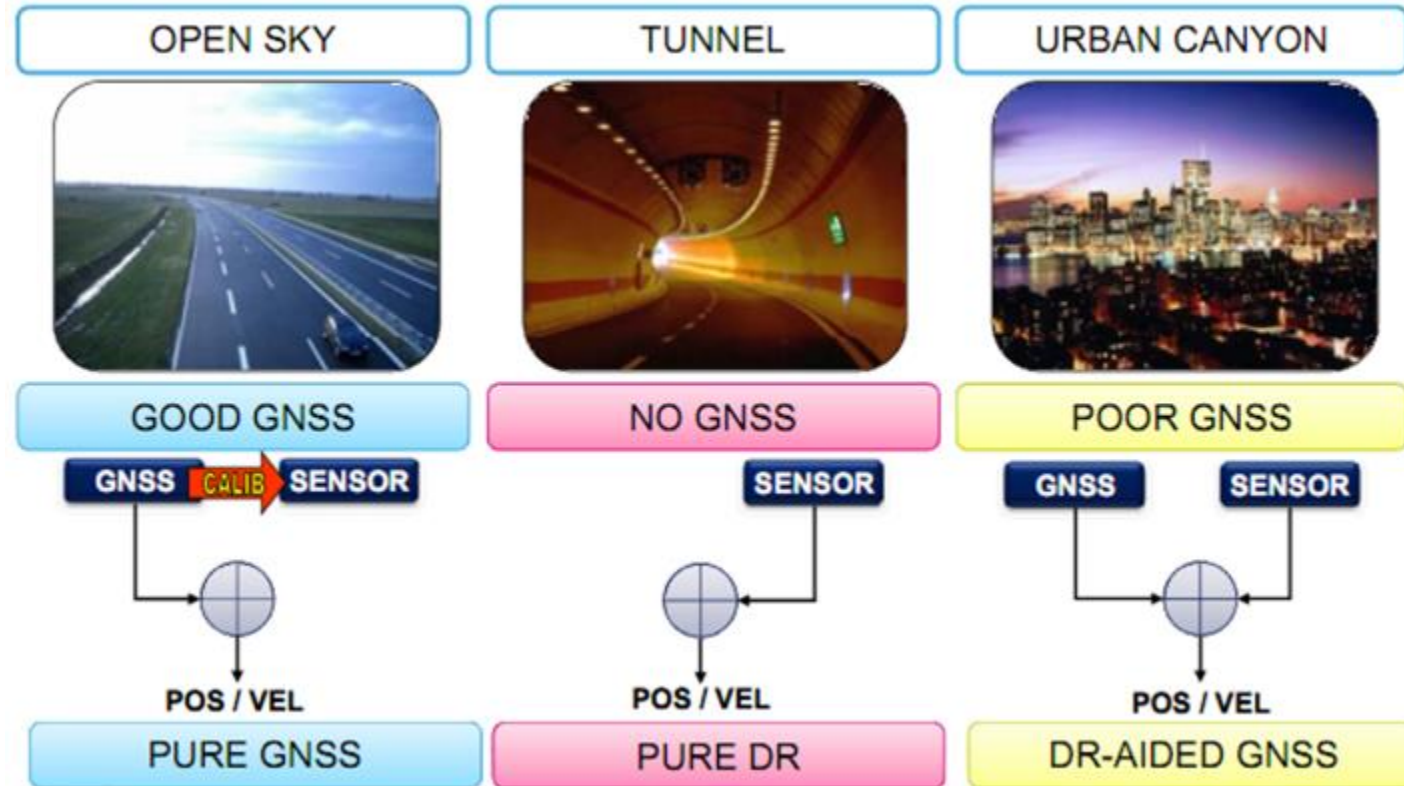 OPEN SKY
TUNNEL
URBAN CANYON
GOOD GNSS
NO GNSS
POOR GNSS
GNSS
CALIB
SENSOR
SENSOR
GNSS
SENSOR
POS / VEL
POS / VEL
POS / VEL
PURE GNSS
PURE DR
DR-AIDED GNSS